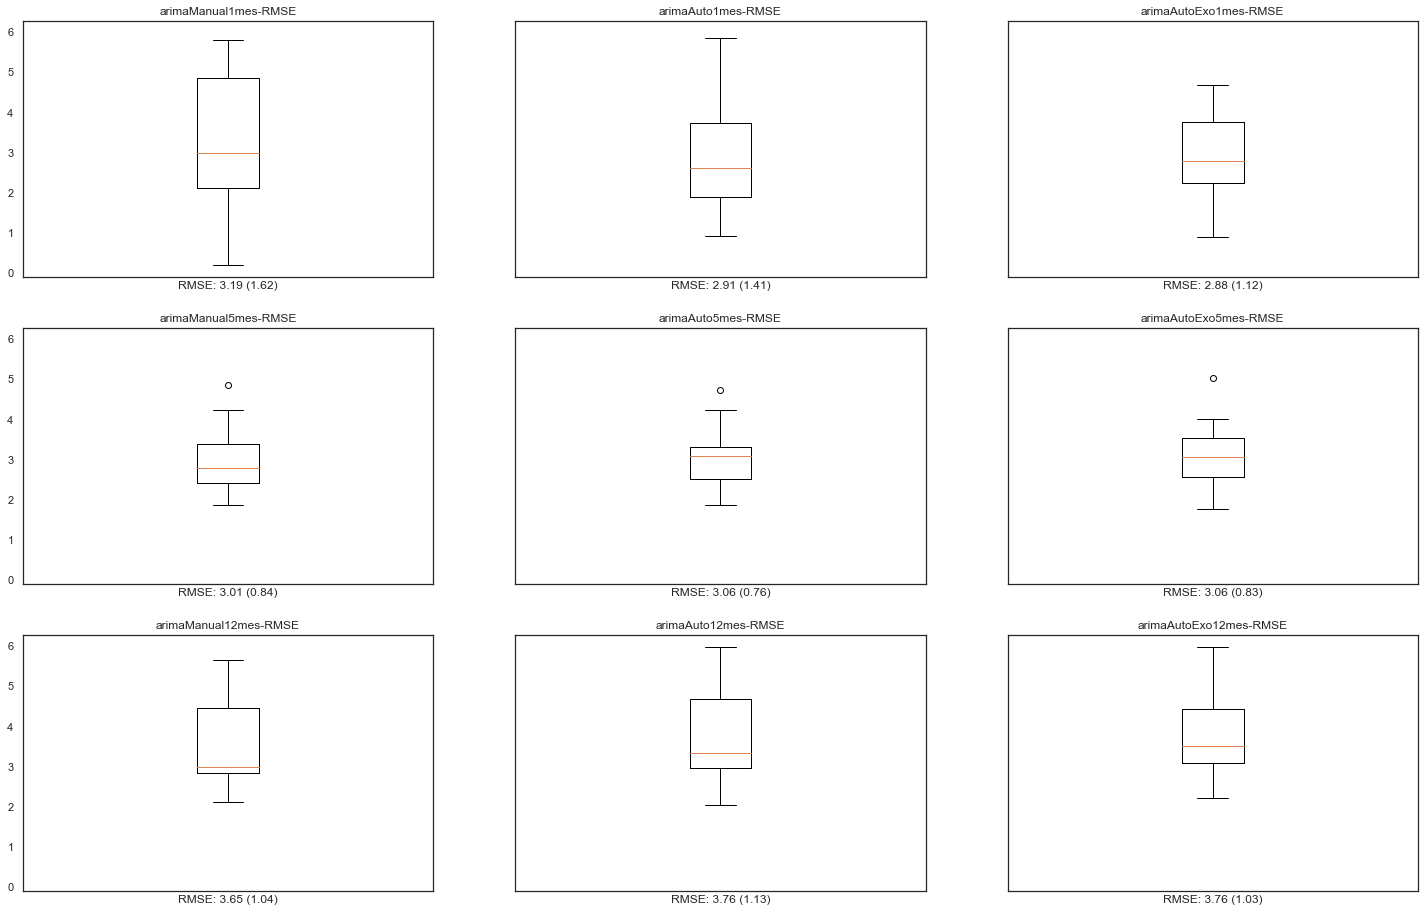 arimaManual1mes-RMSE
arimaAuto1mes-RMSE
arimaAutoExo1mes-RMSE
6
5
4
3
2
1
0
RMSE: 3.19 (1.62)
RMSE: 2.91 (1.41)
RMSE: 2.88 (1.12)
arimaManual5mes-RMSE
arimaAuto5mes-RMSE
arimaAutoExo5mes-RMSE
6
5
4
3
2
1
0
RMSE: 3.01 (0.84)
RMSE: 3.06 (0.76)
RMSE: 3.06 (0.83)
arimaManual12mes-RMSE
arimaAuto12mes-RMSE
arimaAutoExo12mes-RMSE
6
5
4
3
2
1
0
RMSE: 3.65 (1.04)
RMSE: 3.76 (1.13)
RMSE: 3.76 (1.03)